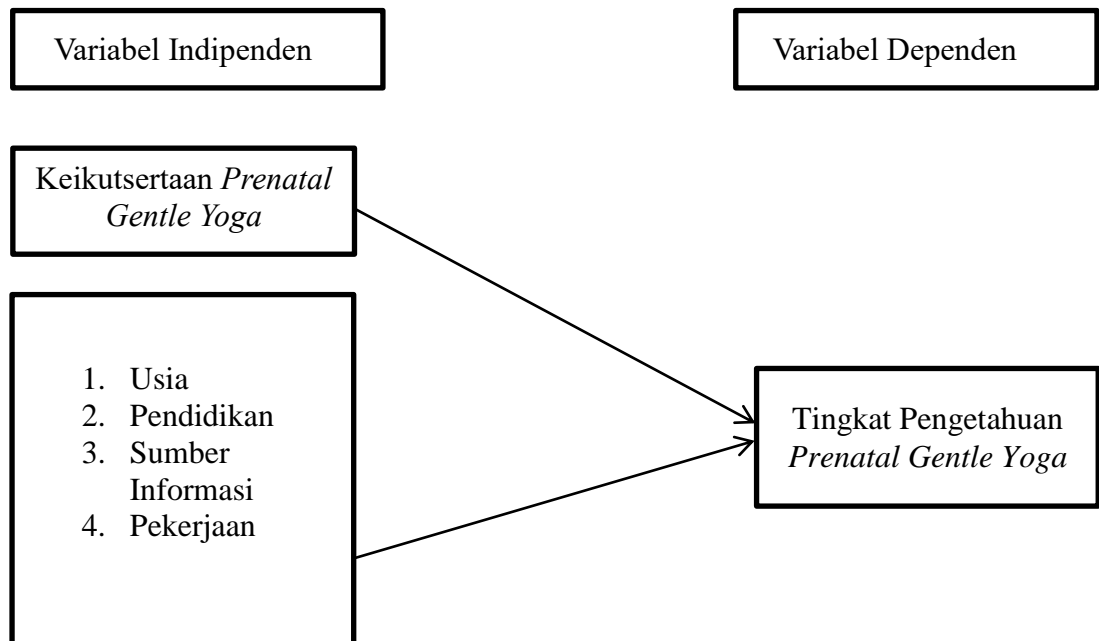 Variabel Indipenden
Variabel Dependen
Keikutsertaan Prenatal
Gentle Yoga
1. Usia
2. Pendidikan
3. Sumber
Informasi
4. Pekerjaan
Tingkat Pengetahuan
Prenatal Gentle Yoga